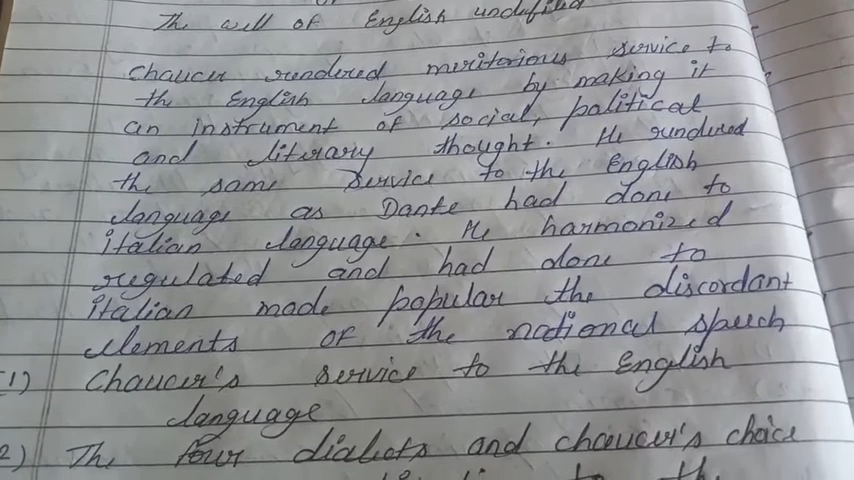 The well of English undefiled
Chaucer rendered meritorious service to
the English language by making it
an instrument of social, political
and literary thought. He rendered
the same service to the English
language as Dante had done to
italian language. He harmonized
regulated and had done to
italian made popular the discordant
elements of the national speech
(1) Chaucer's service to the English
language
2) The four dialects and chaucer's choice
to the